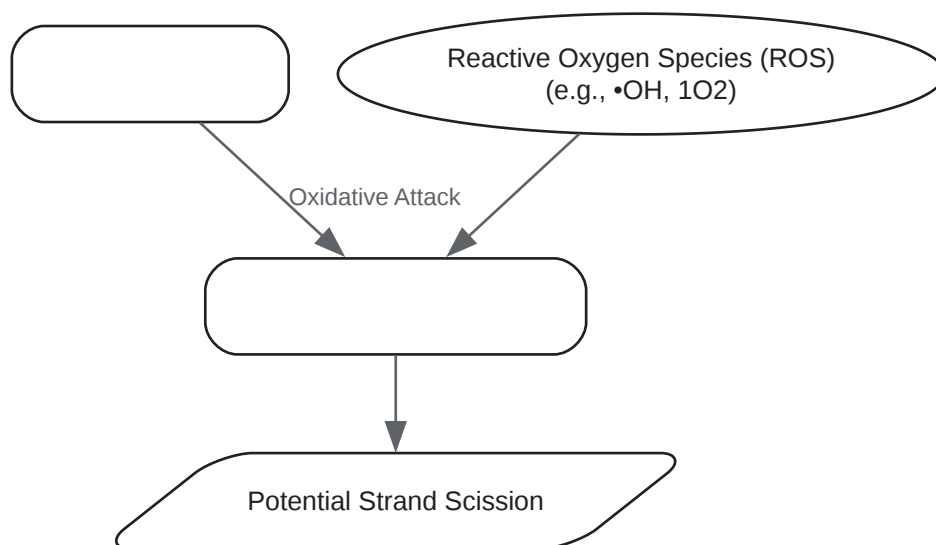 Reactive Oxygen Species (ROS)
(e.g., •OH, 1O2)
Oxidative Attack
Potential Strand Scission